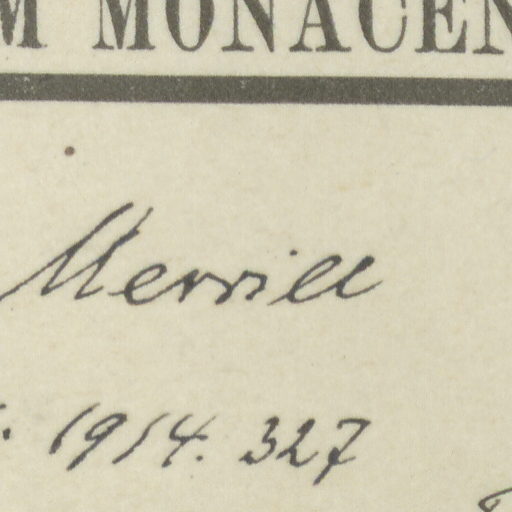 M MONACEN
Merrill
. 1914. 327